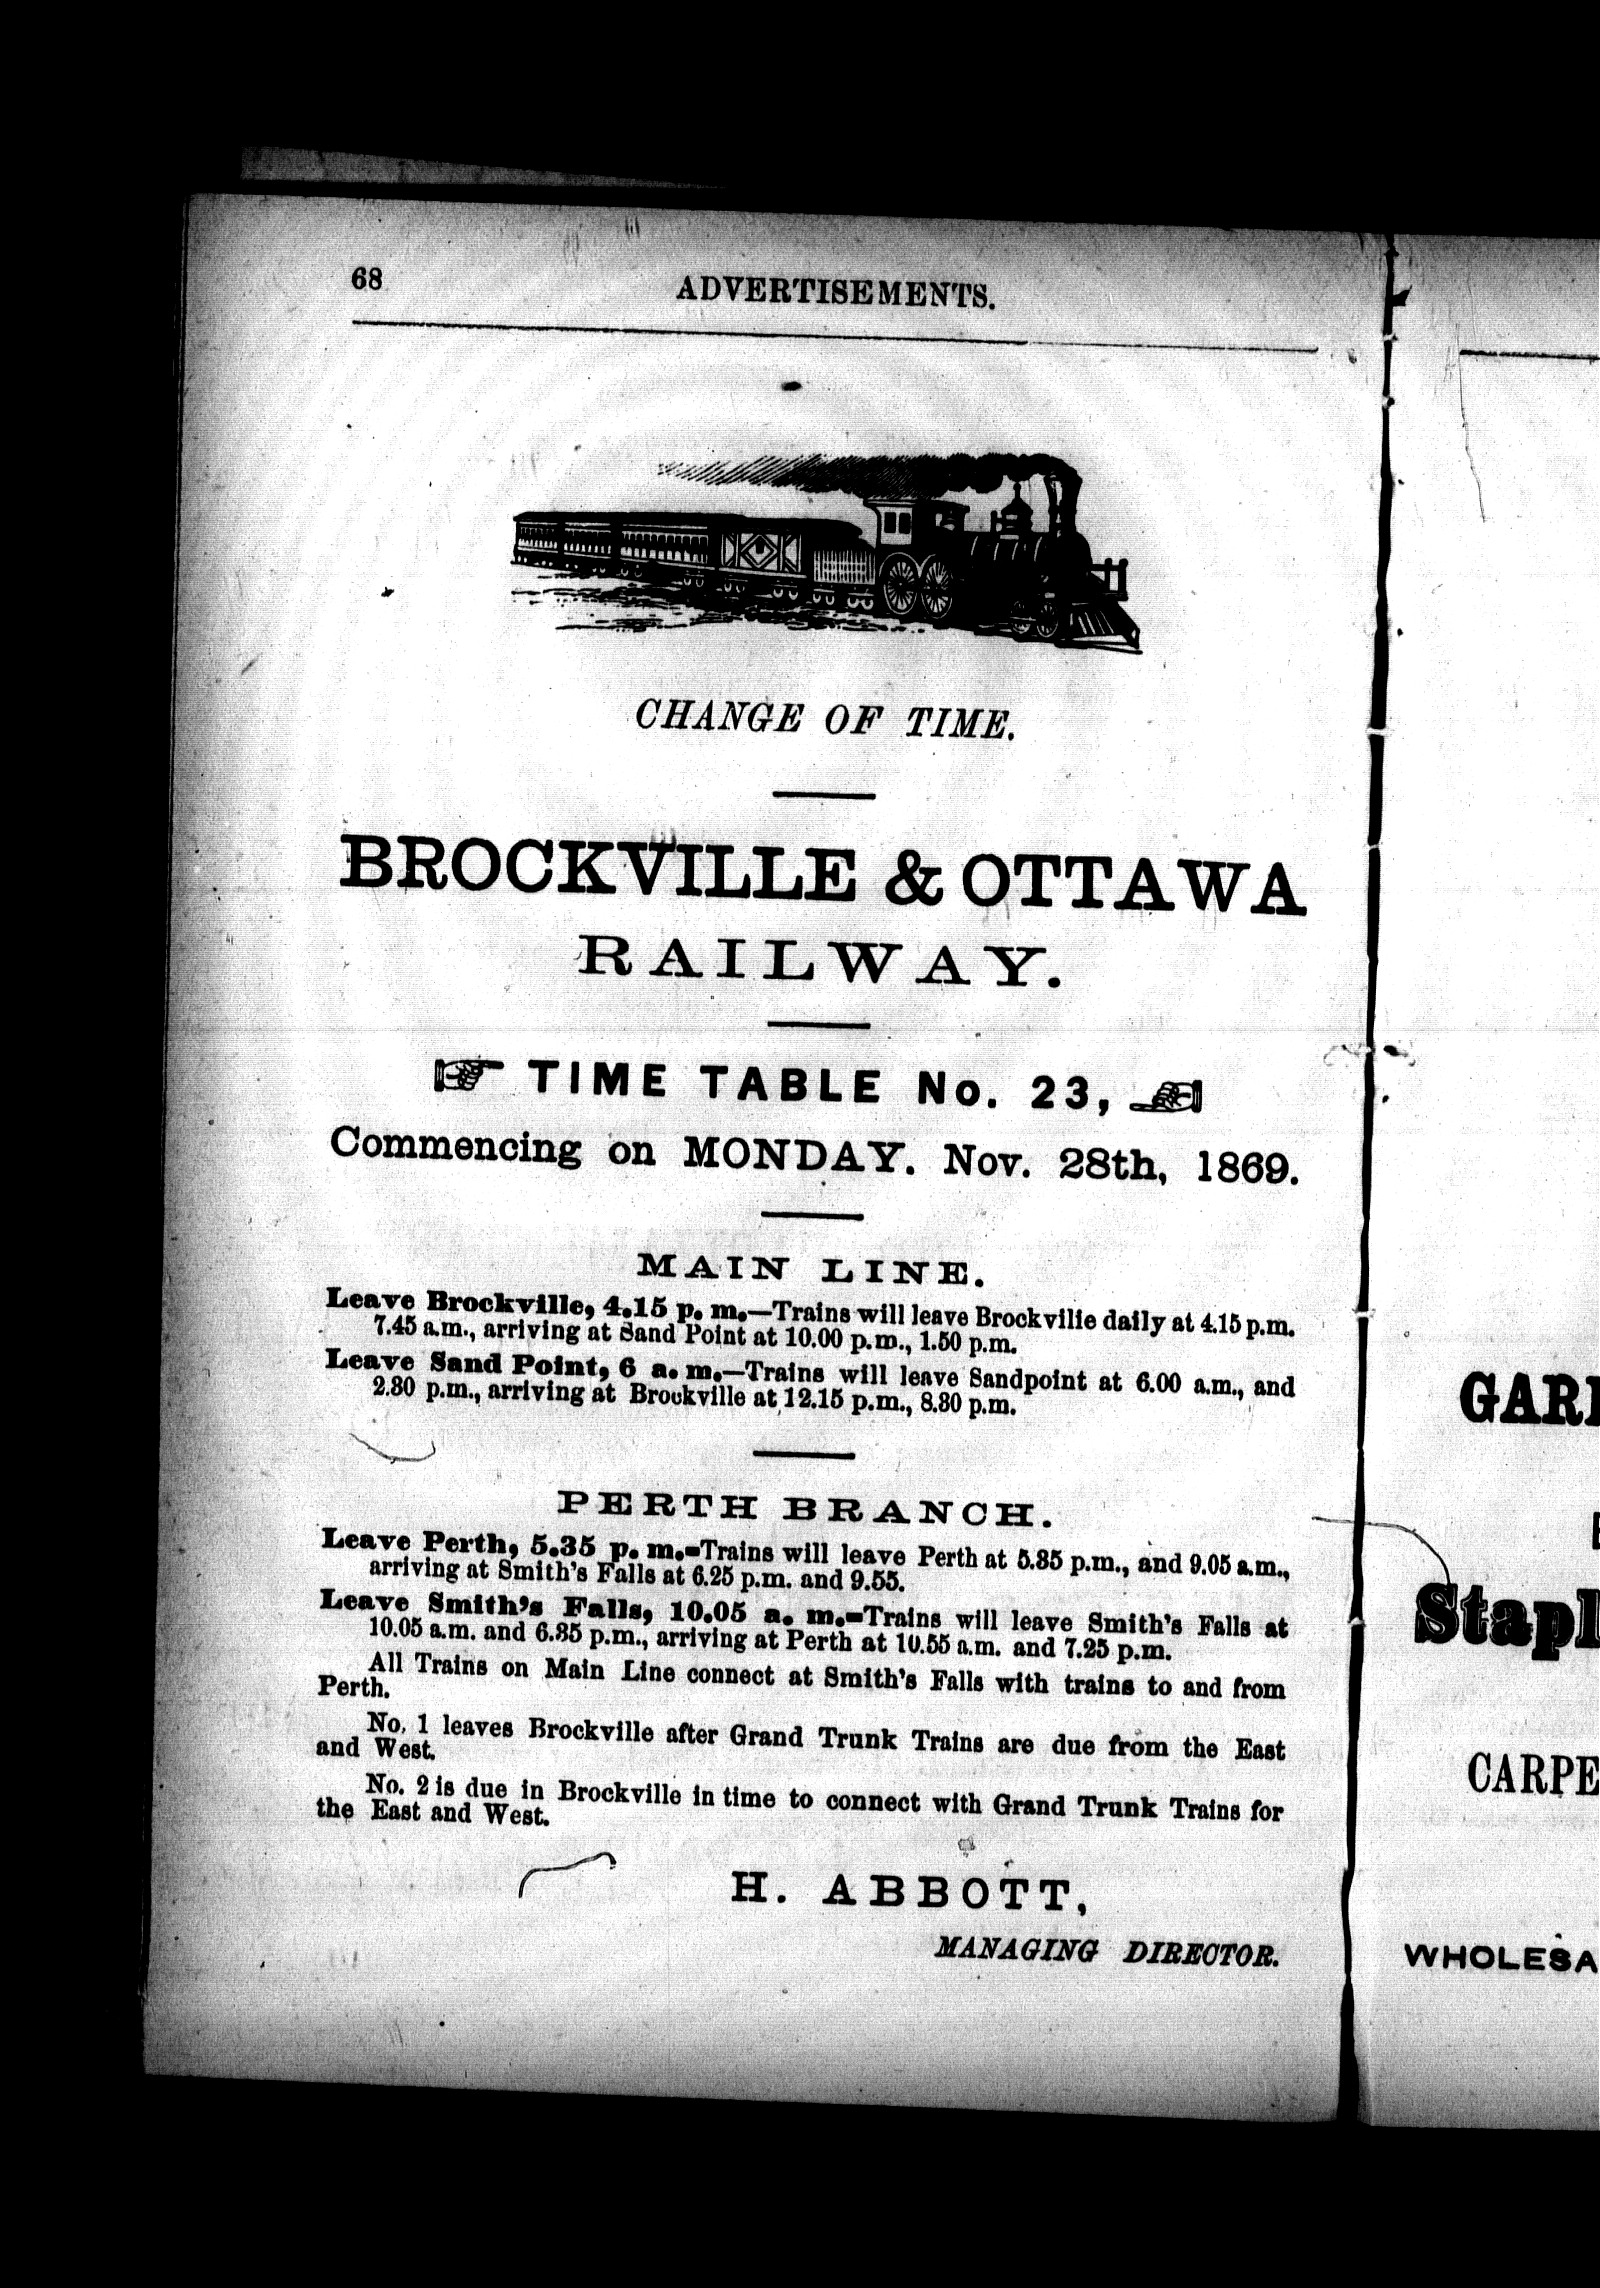 68
ADVERTISEMENTS.
CHANGE OF TIME.
BROCKVILLE & OTTAWA
RAILWAY.
☞ TIME TABLE No. 23, ☜
Commencing on MONDAY. Nov. 28th, 1869.
MAIN LINE.
Leave Brockville, 4.15 p. m.—Trains will leave Brockville daily at 4.15 p.m.
7.45 a.m., arriving at Sand Point at 10.00 p.m., 1.50 p.m.
Leave Sand Point, 6 a. m.—Trains will leave Sandpoint at 6.00 a.m., and
2.30 p.m., arriving at Brockville at 12.15 p.m., 8.30 p.m.
PERTH BRANCH.
Leave Perth, 5.35 p. m.-Trains will leave Perth at 5.35 p.m., and 9.05 a.m.,
arriving at Smith's Falls at 6.25 p.m. and 9.55.
Leave Smith's Falls, 10.05 a. m.-Trains will leave Smith's Falls at
10.05 a.m. and 6.35 p.m., arriving at Perth at 10.55 a.m. and 7.25 p.m.
All Trains on Main Line connect at Smith's Falls with trains to and from
Perth.
No. 1 leaves Brockville after Grand Trunk Trains are due from the East
and West.
No. 2 is due in Brockville in time to connect with Grand Trunk Trains for
the East and West.
H. ABBOTT,
MANAGING DIRECTOR.
GAR
Stapl
CARPE
WHOLESA